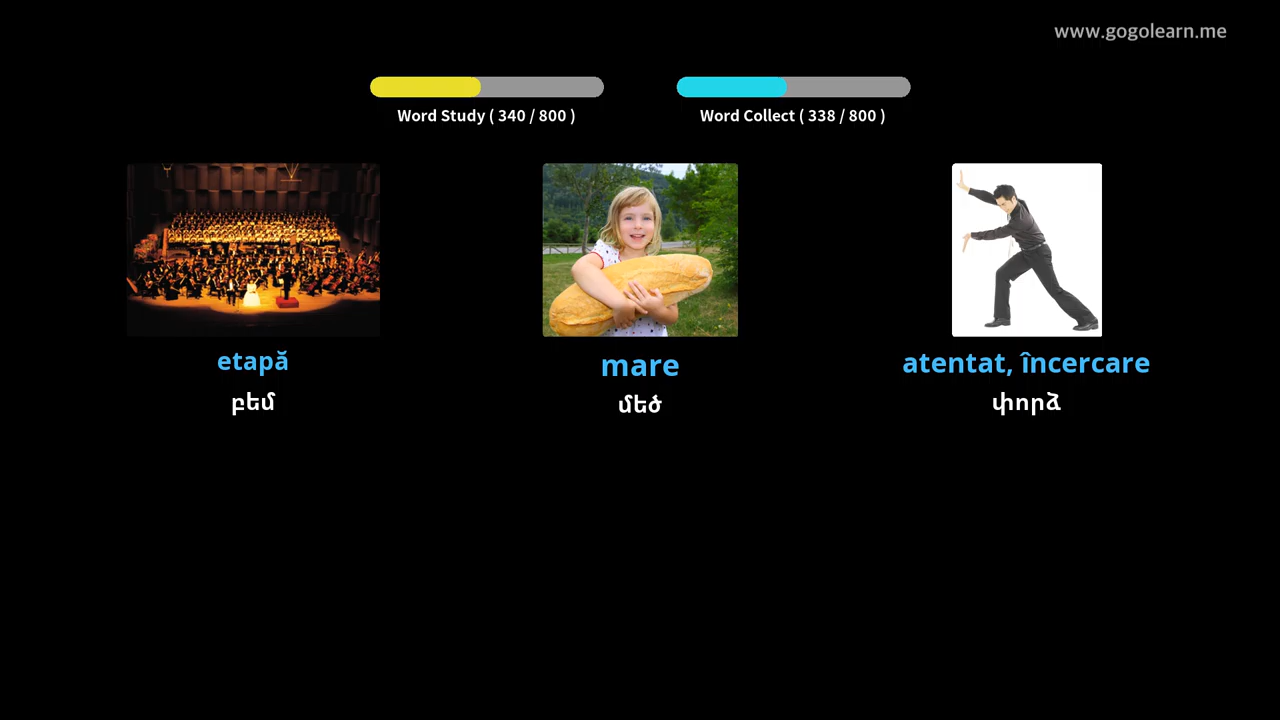 www.gogolearn.me
Word Study ( 340 / 800 )
Word Collect ( 338 / 800 )
etapă
mare
atentat, încercare
բեմ
մեծ
փորձ